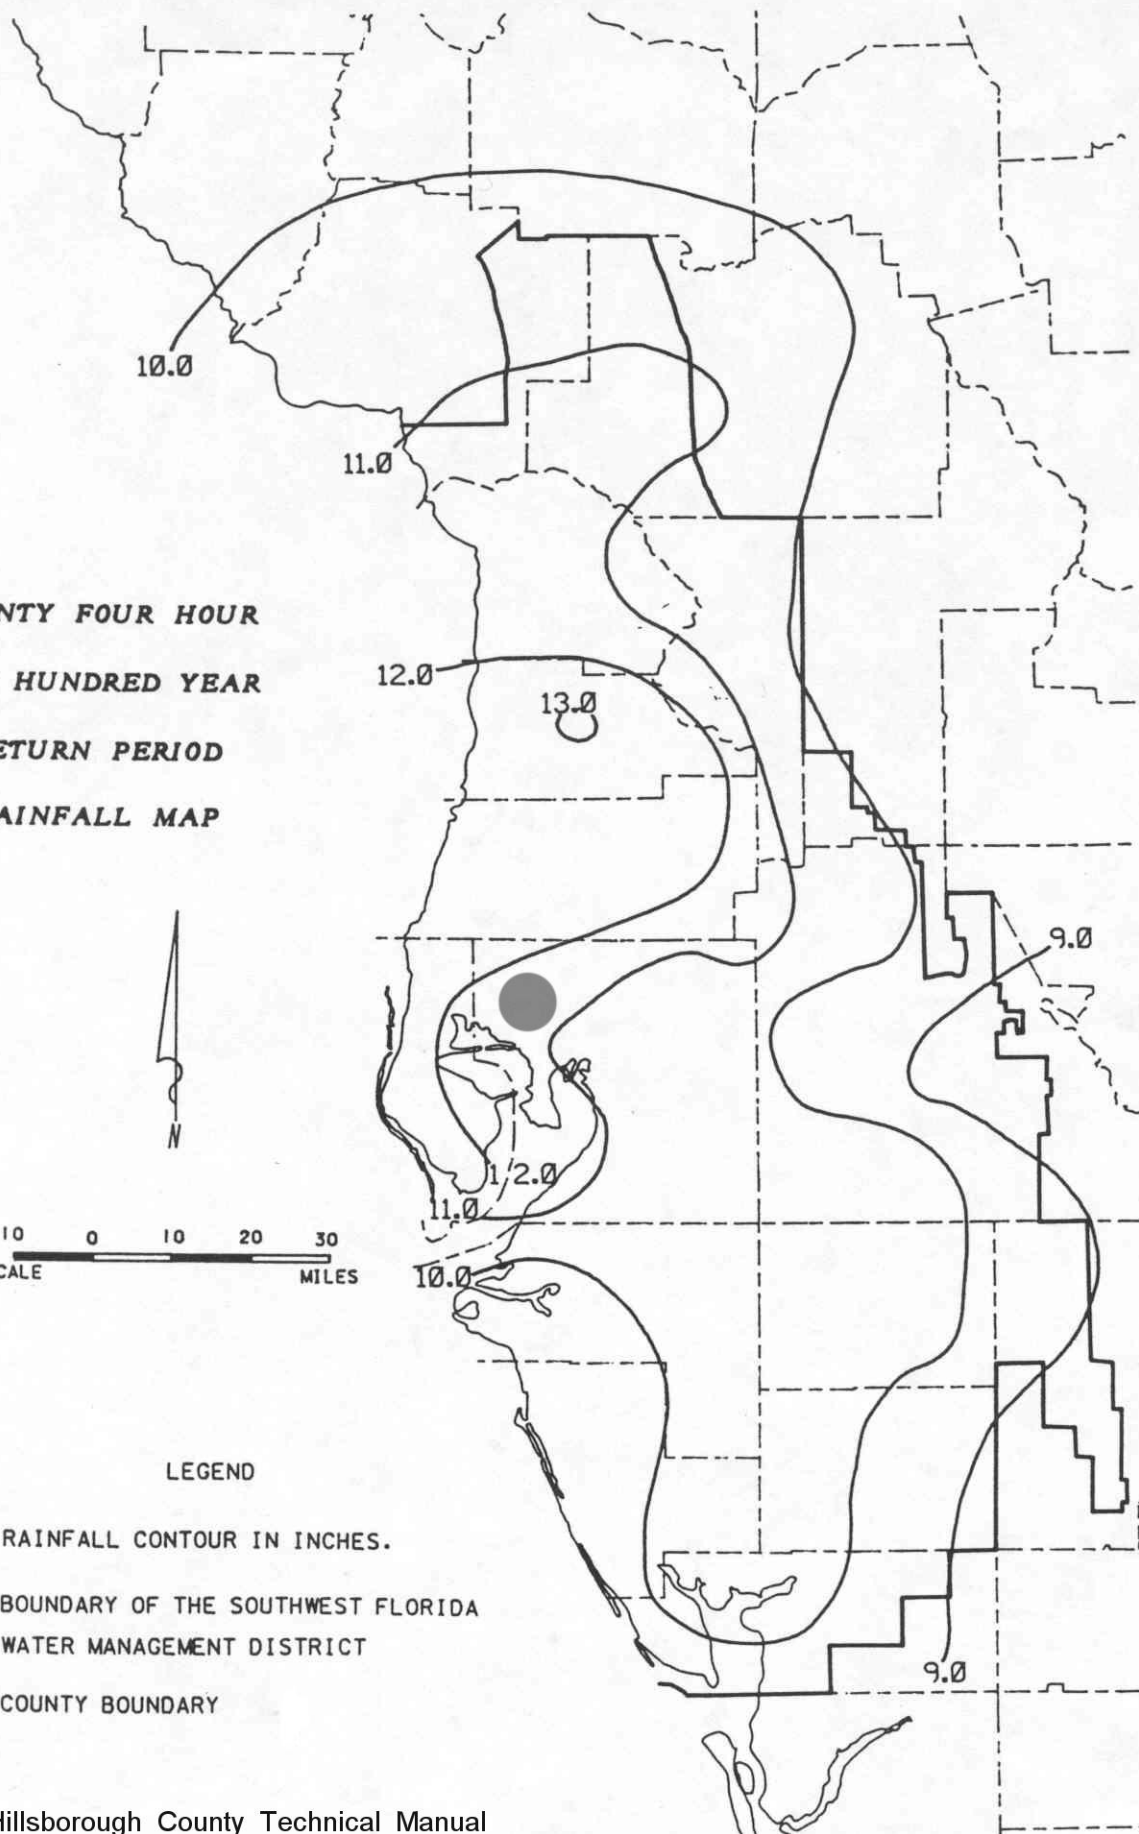 10.0
11.0
NTY FOUR HOUR
HUNDRED YEAR
12.0
13.0
ETURN PERIOD
AINFALL MAP
9.0
N
12.0
11.0
10 0 10 20 30
CALE MILES
10.0
LEGEND
RAINFALL CONTOUR IN INCHES.
BOUNDARY OF THE SOUTHWEST FLORIDA
WATER MANAGEMENT DISTRICT
9.0
COUNTY BOUNDARY
Hillsborough County Technical Manual